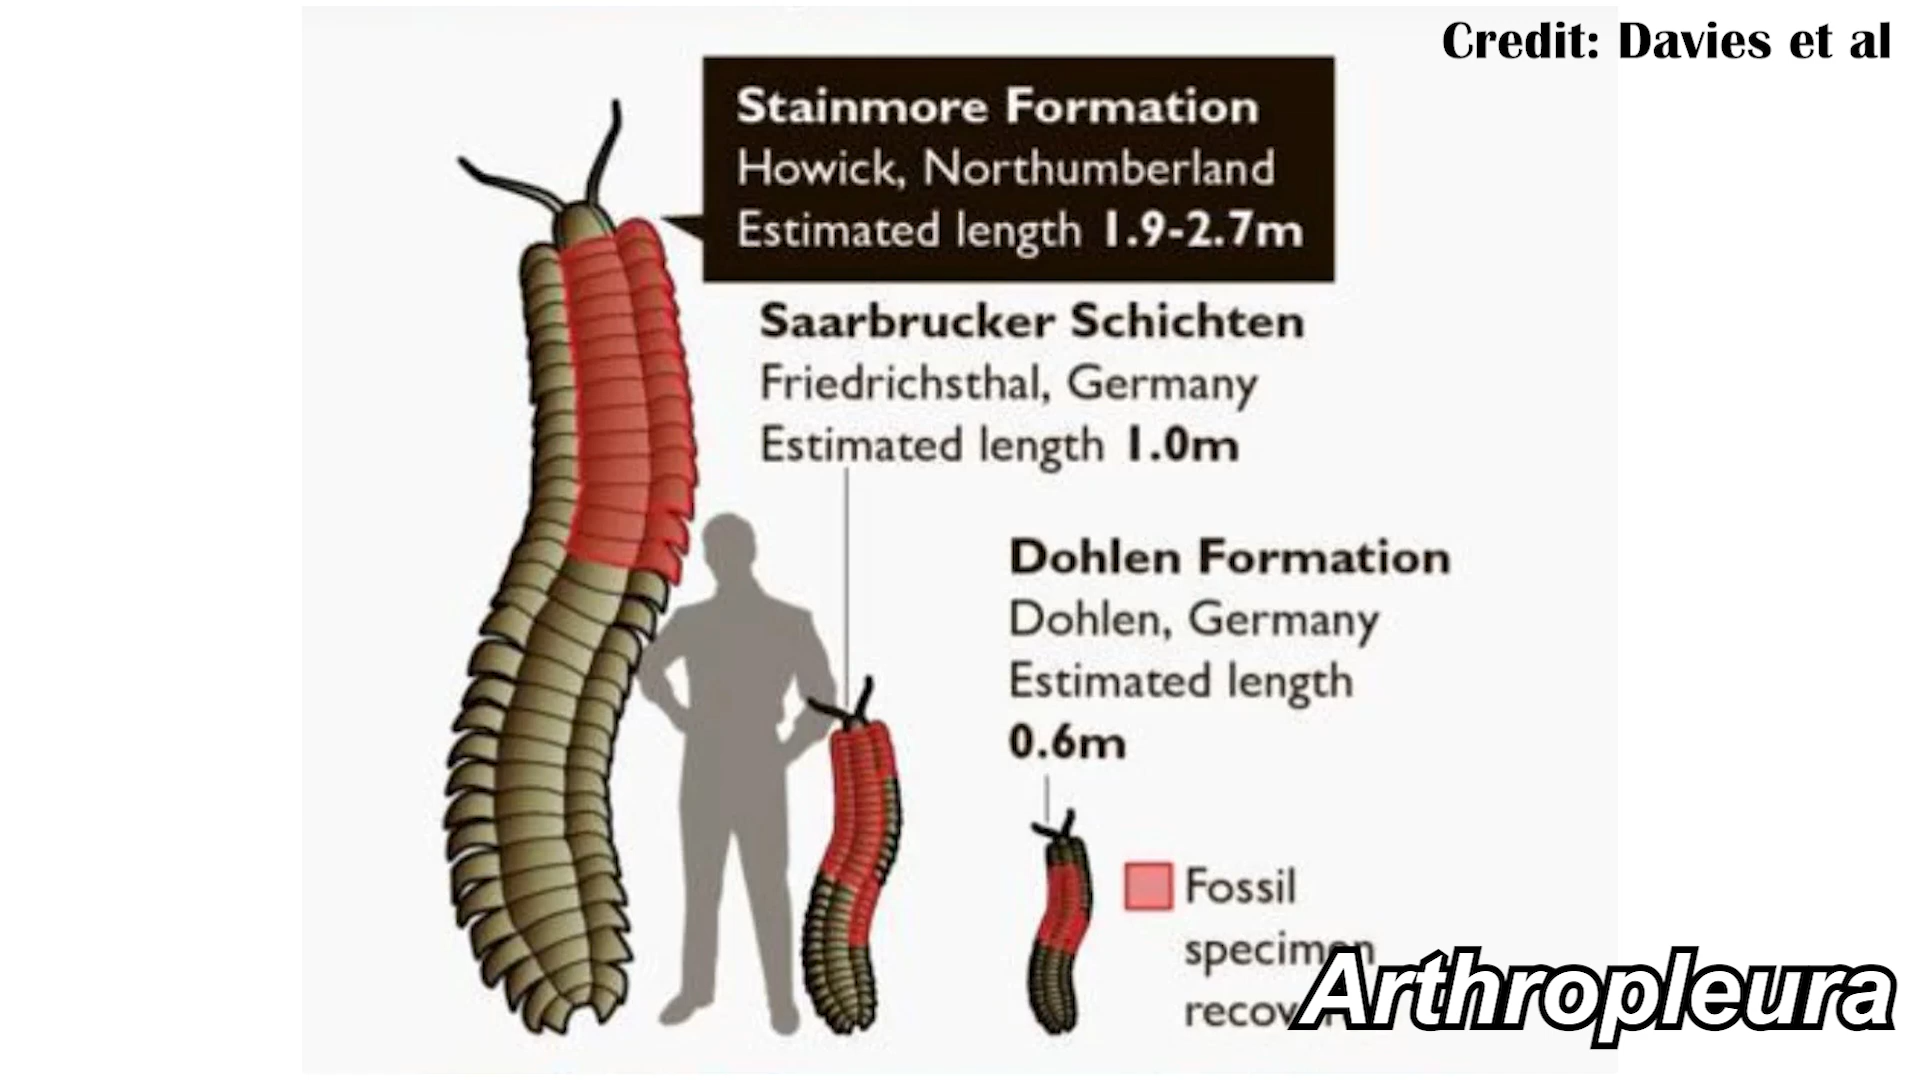 Credit: Davies et al
Stainmore Formation
Howick, Northumberland
Estimated length 1.9-2.7m
Saarbrucker Schichten
Friedrichsthal, Germany
Estimated length 1.0m
Dohlen Formation
Dohlen, Germany
Estimated length
0.6m
Fossil
specimen
Arthropleura